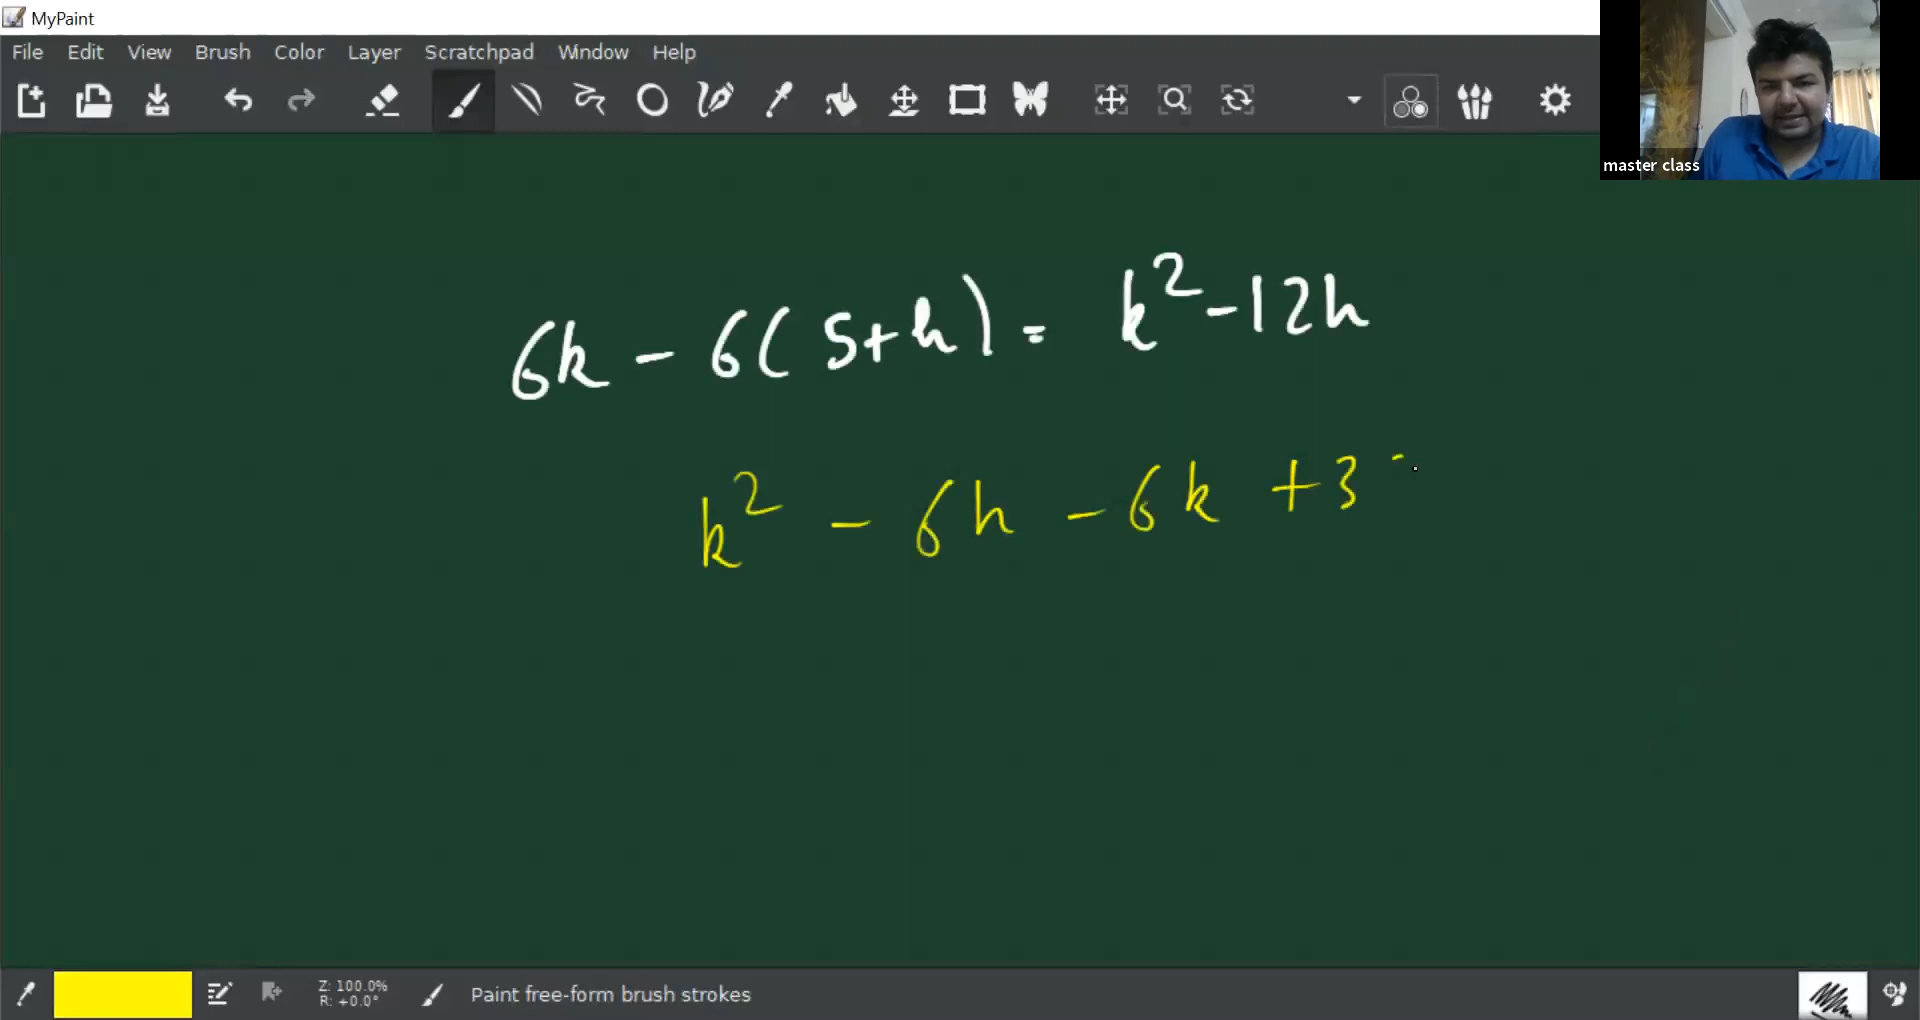 MyPaint
File Edit View Brush Color Layer Scratchpad Window Help
master class
6k - 6(5+h) = k² - 12h
k² - 6h - 6k + 3
Z: 100.0%
R: +0.0°
Paint free-form brush strokes